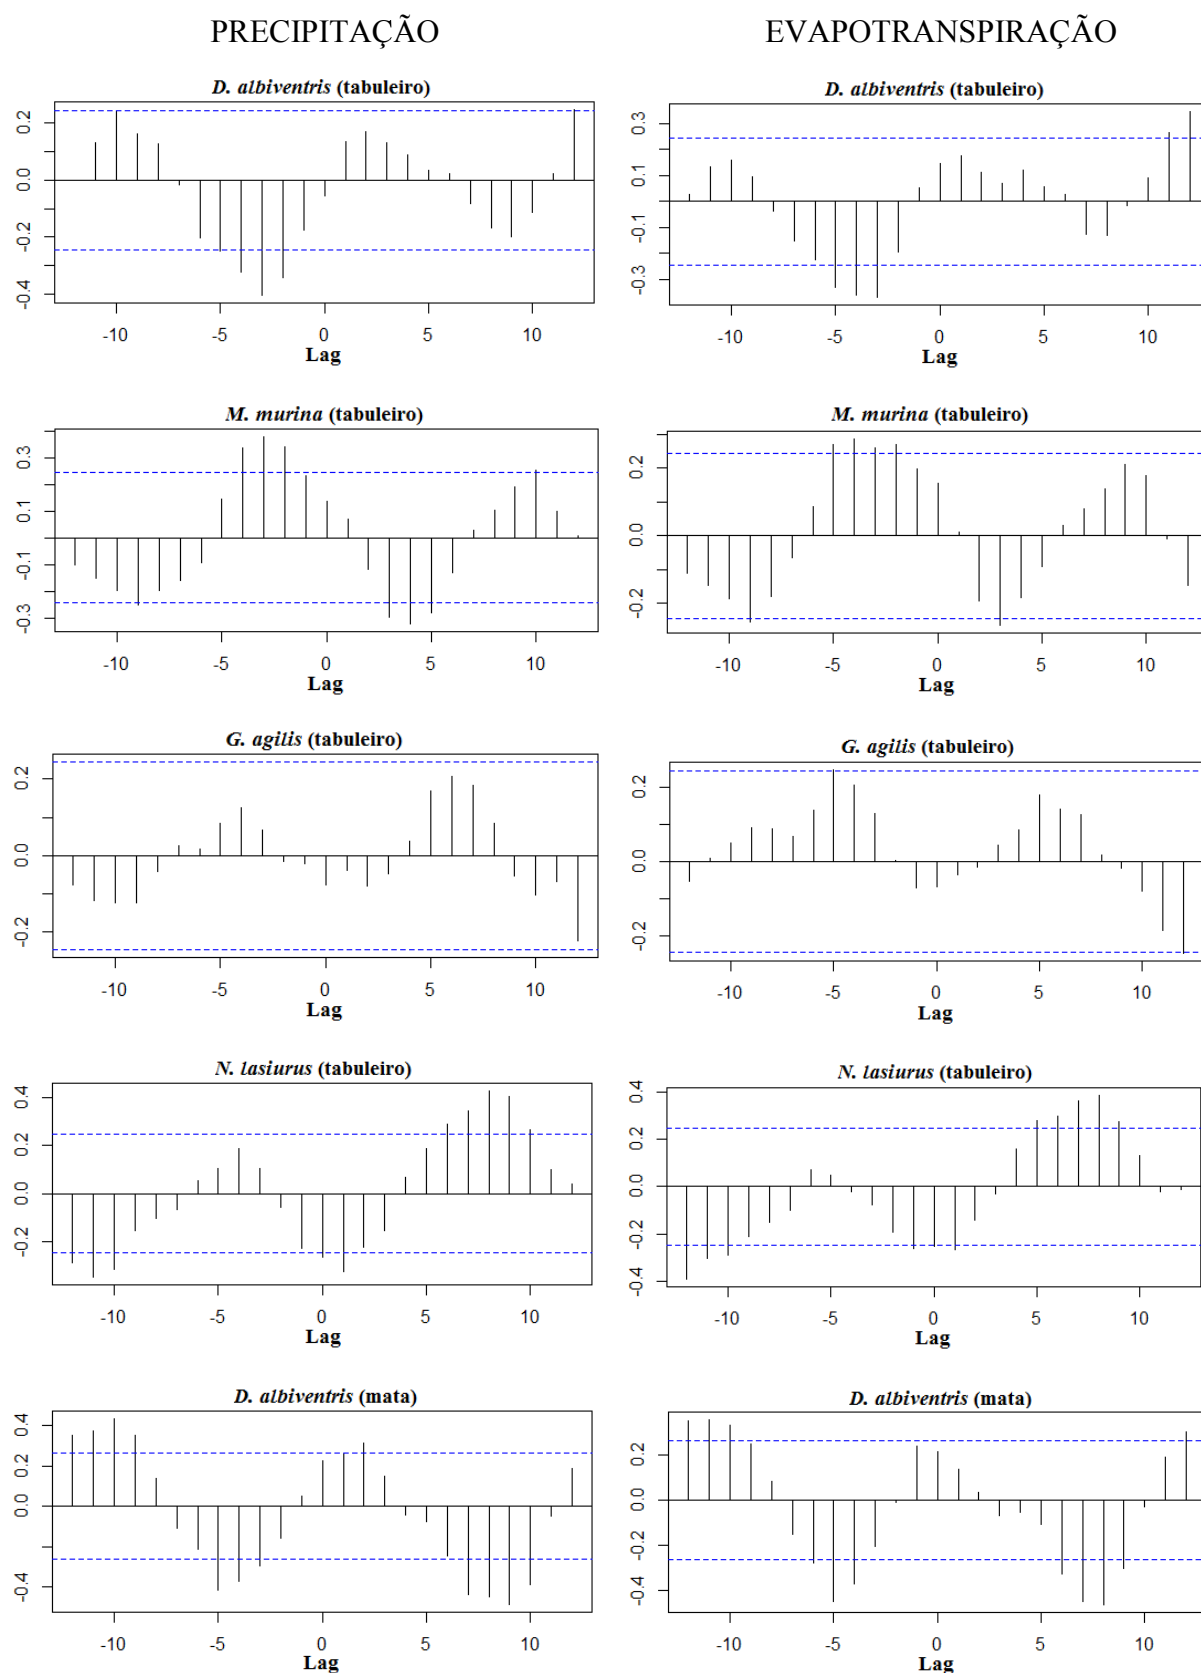 PRECIPITAÇÃO
EVAPOTRANSPIRAÇÃO
D. albiventris (tabuleiro)
0.2
0.0
-0.2
-0.4
-10 -5 0 5 10
Lag
D. albiventris (tabuleiro)
0.3
0.1
-0.1
-0.3
-10 -5 0 5 10
Lag
M. murina (tabuleiro)
0.3
0.1
-0.1
-0.3
-10 -5 0 5 10
Lag
M. murina (tabuleiro)
0.2
0.0
-0.2
-10 -5 0 5 10
Lag
G. agilis (tabuleiro)
0.2
0.0
-0.2
-10 -5 0 5 10
Lag
G. agilis (tabuleiro)
0.2
0.0
-0.2
-10 -5 0 5 10
Lag
N. lasiurus (tabuleiro)
0.4
0.2
0.0
-0.2
-10 -5 0 5 10
Lag
N. lasiurus (tabuleiro)
0.4
0.2
0.0
-0.2
-0.4
-10 -5 0 5 10
Lag
D. albiventris (mata)
0.4
0.2
0.0
-0.4
-10 -5 0 5 10
Lag
D. albiventris (mata)
0.2
0.0
-0.4
-10 -5 0 5 10
Lag